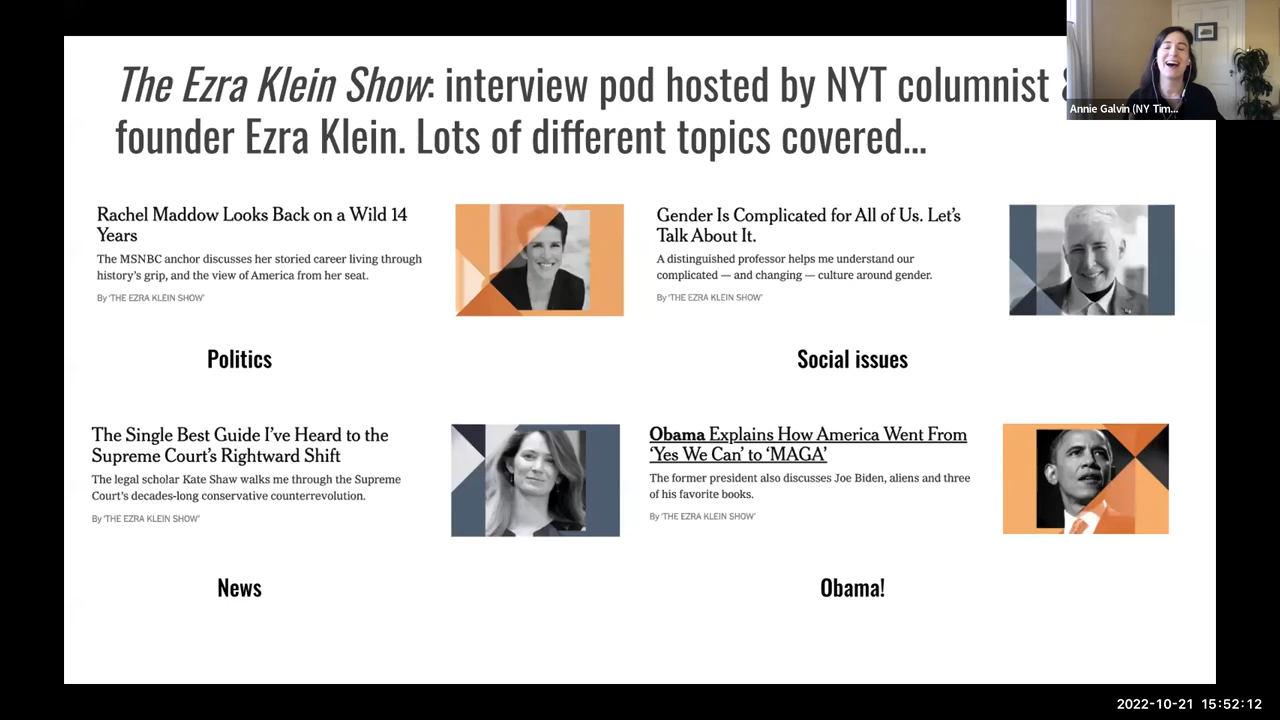 The Ezra Klein Show: interview pod hosted by NYT columnist
founder Ezra Klein. Lots of different topics covered...
Annie Galvin (NY Tim...
Rachel Maddow Looks Back on a Wild 14
Years
The MSNBC anchor discusses her storied career living through
history's grip, and the view of America from her seat.
By 'THE EZRA KLEIN SHOW'
Politics
Gender Is Complicated for All of Us. Let's
Talk About It.
A distinguished professor helps me understand our
complicated — and changing — culture around gender.
By 'THE EZRA KLEIN SHOW'
Social issues
The Single Best Guide I've Heard to the
Supreme Court's Rightward Shift
The legal scholar Kate Shaw walks me through the Supreme
Court's decades-long conservative counterrevolution.
By 'THE EZRA KLEIN SHOW'
News
Obama Explains How America Went From
'Yes We Can' to 'MAGA'
The former president also discusses Joe Biden, aliens and three
of his favorite books.
By 'THE EZRA KLEIN SHOW'
Obama!
2022-10-21 15:52:12